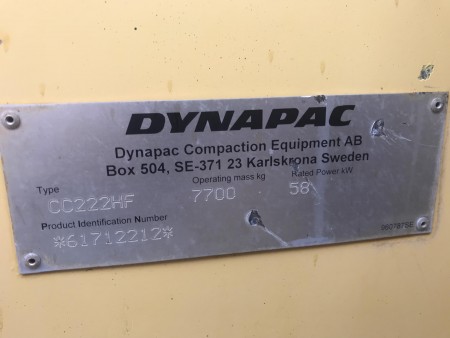 DYNAPAC
Dynapac Compaction Equipment AB
Box 504, SE-371 23 Karlskrona Sweden
Type Operating mass kg Rated Power kW
CC222HF 7700 58
Product Identification Number
*61712212*